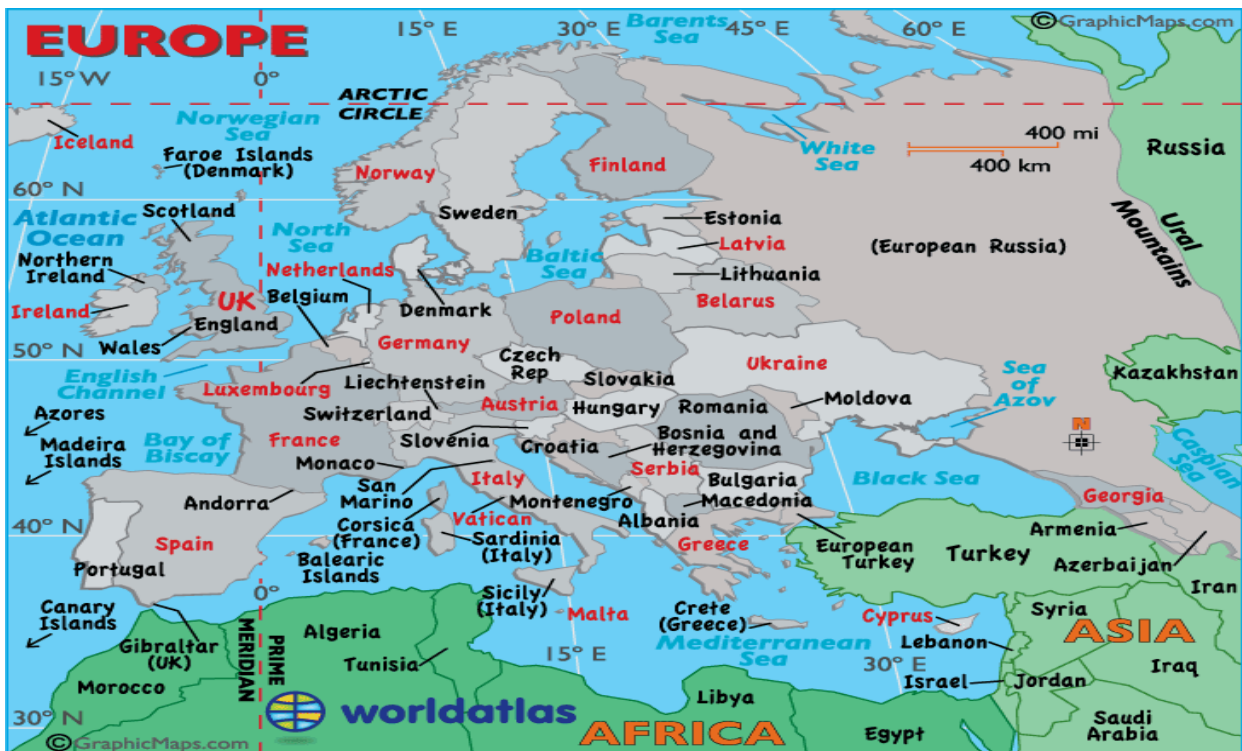 EUROPE
15° W
0°
15° E
30° E
45° E
60° E
Barents
Sea
©GraphicMaps.com
ARCTIC
CIRCLE
Norwegian
Sea
Iceland
Faroe Islands
(Denmark)
White
Sea
400 mi
400 km
Russia
Norway
Finland
60° N
Scotland
Sweden
Estonia
Atlantic
Ocean
North
Sea
Baltic
Sea
Latvia
(European Russia)
Ural
Mountains
Northern
Ireland
Netherlands
Lithuania
Belgium
UK
Ireland
England
Denmark
Poland
Belarus
Wales
Germany
50° N
English
Channel
Luxembourg
Czech
Rep
Ukraine
Slovakia
Sea
of
Azov
Kazakhstan
Liechtenstein
Austria
Switzerland
Hungary
Romania
Moldova
Azores
Madeira
Islands
Bay of
Biscay
France
Slovenia
Croatia
Bosnia and
Herzegovina
N
Caspian
Sea
Monaco
San
Marino
Italy
Serbia
Bulgaria
Black Sea
Andorra
Montenegro
Macedonia
Georgia
Corsica
(France)
Vatican
Albania
Armenia
40° N
Spain
Sardinia
(Italy)
Greece
European
Turkey
Turkey
Azerbaijan
Portugal
Balearic
Islands
Iran
0°
Sicily
(Italy)
Malta
Crete
(Greece)
Cyprus
Syria
Canary
Islands
Gibraltar
(UK)
MERIDIAN
PRIME
Algeria
Mediterranean
Sea
Lebanon
ASIA
Tunisia
15° E
30° E
Iraq
Morocco
Israel
Jordan
Libya
worldatlas
AFRICA
Egypt
Saudi
Arabia
30° N
©GraphicMaps.com